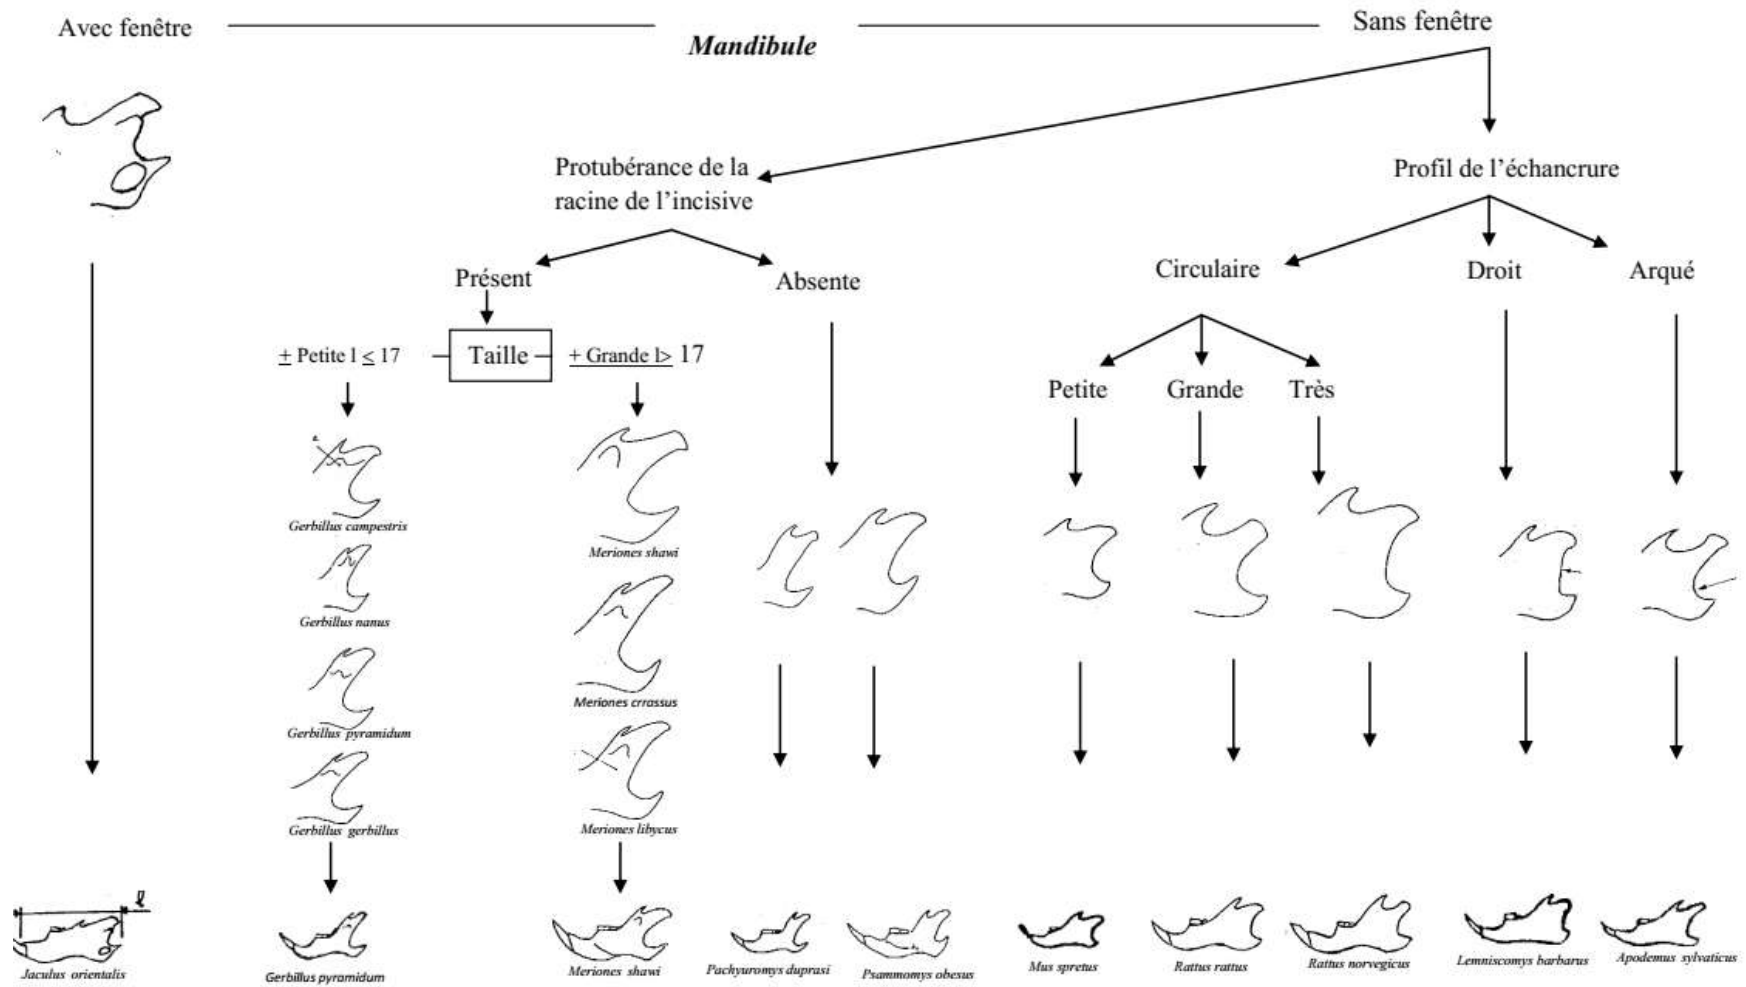 Avec fenêtre
Mandibule
Sans fenêtre
Protubérance de la
racine de l’incisive
Profil de l’échancrure
Présent
Absente
Circulaire
Droit
Arqué
± Petite l ≤ 17
Taille
+ Grande l> 17
Petite
Grande
Très
Gerbillus campestris
Meriones shawi
Gerbillus nanus
Meriones crrassus
Gerbillus pyramidum
Gerbillus gerbillus
Meriones libycus
l
Jaculus orientalis
Gerbillus pyramidum
Meriones shawi
Pachyuromys duprasi
Psammomys obesus
Mus spretus
Rattus rattus
Rattus norvegicus
Lemniscomys barbarus
Apodemus sylvaticus